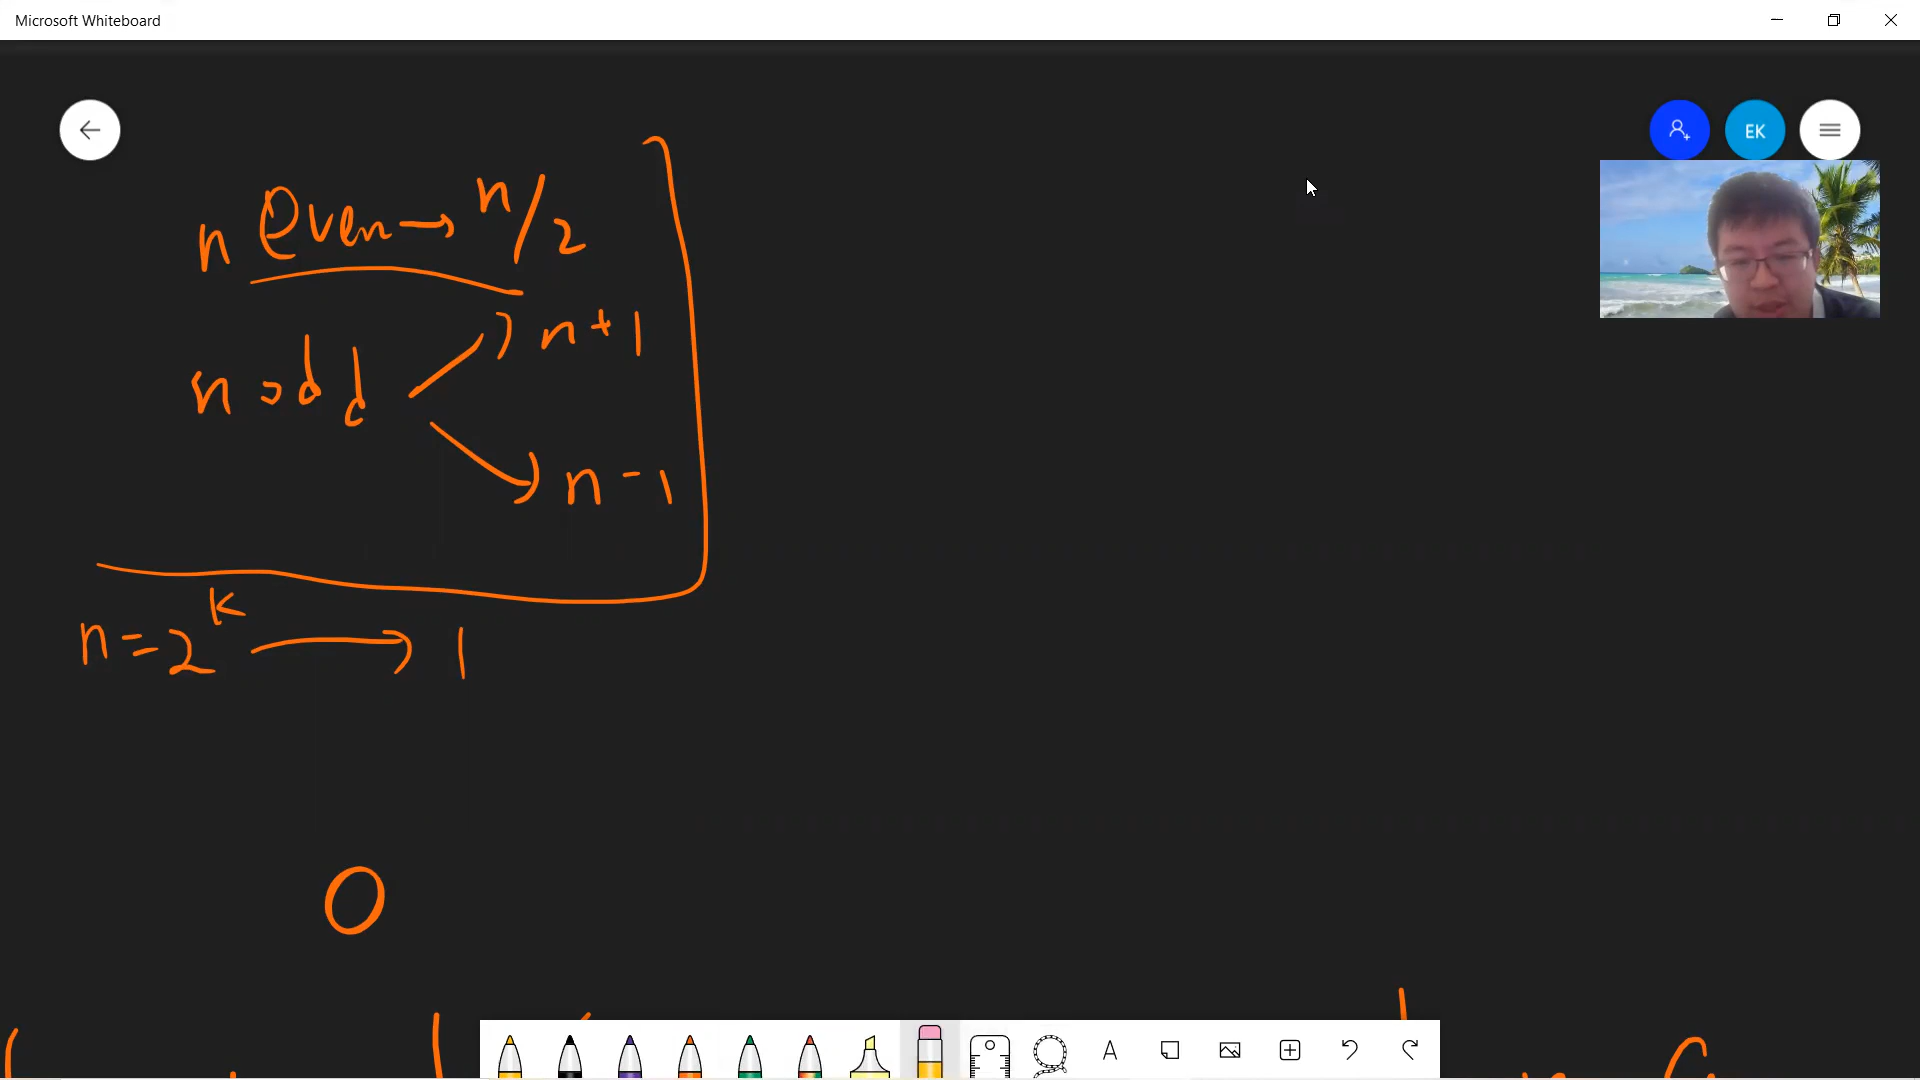 Microsoft Whiteboard
EK
n even → n/2
n odd → n+1
→ n-1
n=2^k → 1
0
A